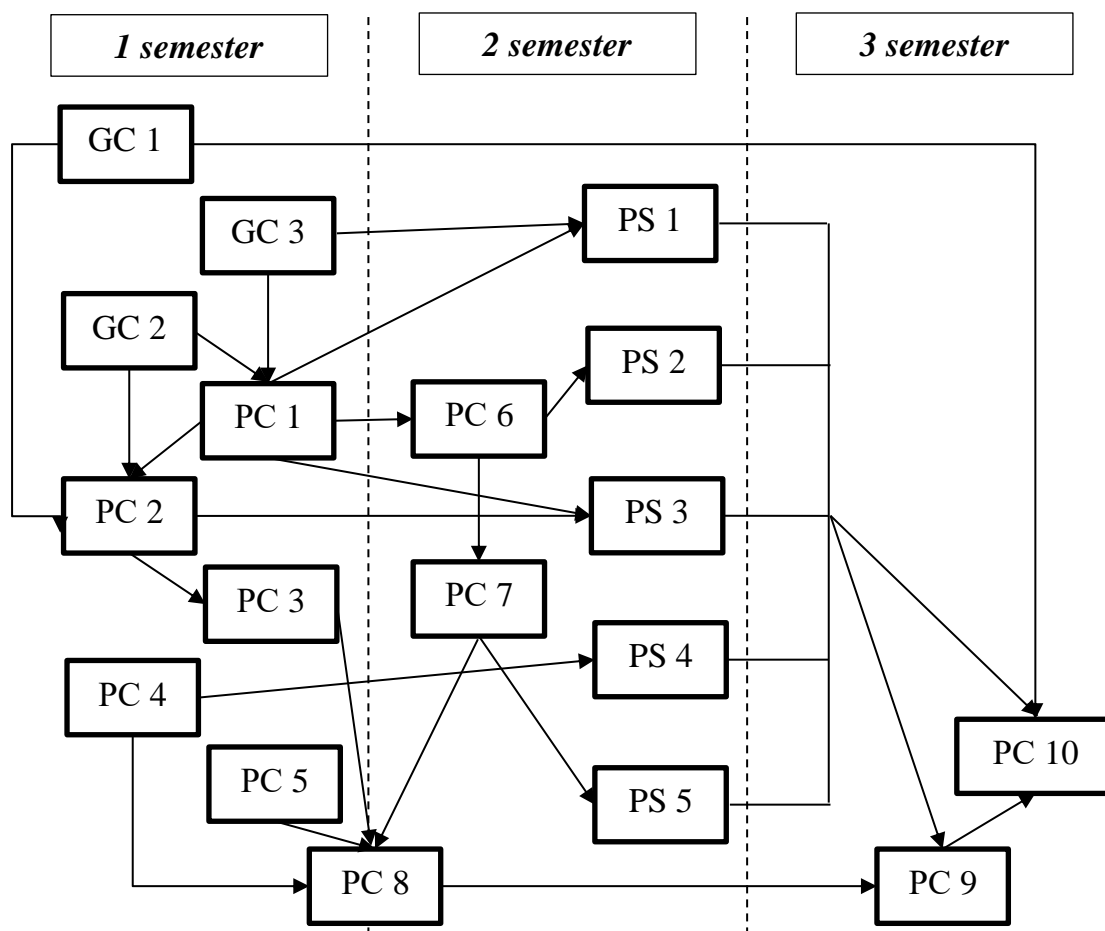 1 semester
2 semester
3 semester
GC 1
GC 3
PS 1
GC 2
PS 2
PC 1
PC 6
PC 2
PS 3
PC 3
PC 7
PS 4
PC 4
PC 10
PC 5
PS 5
PC 8
PC 9